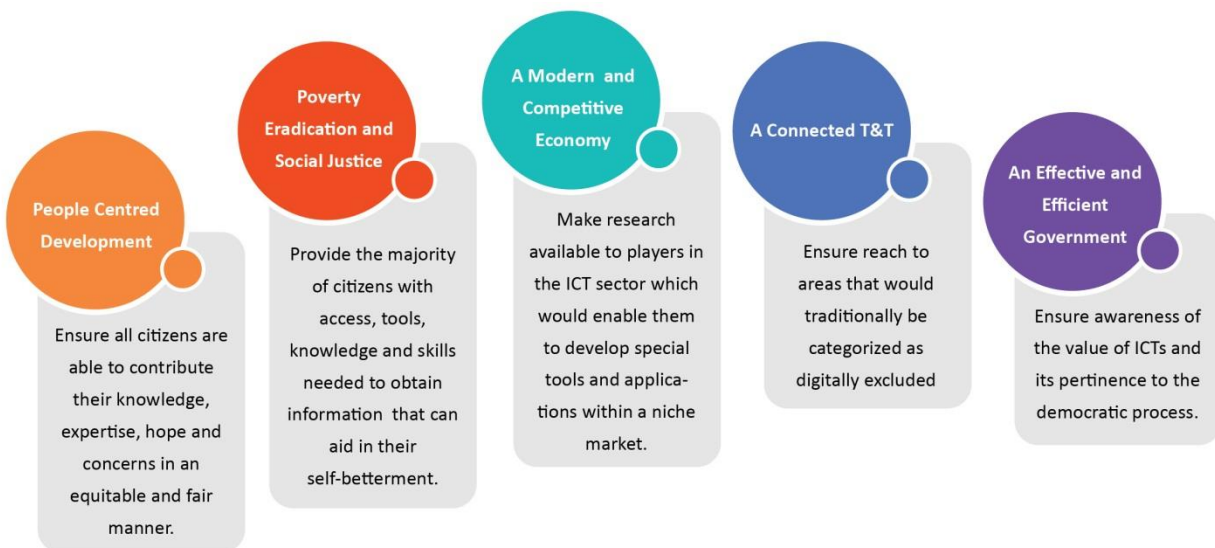 People Centred
Development
Ensure all citizens are
able to contribute
their knowledge,
expertise, hope and
concerns in an
equitable and fair
manner.
Poverty
Eradication and
Social Justice
Provide the majority
of citizens with
access, tools,
knowledge and skills
needed to obtain
information that can
aid in their
self-betterment.
A Modern and
Competitive
Economy
Make research
available to players in
the ICT sector which
would enable them
to develop special
tools and applica-
tions within a niche
market.
A Connected T&T
Ensure reach to
areas that would
traditionally be
categorized as
digitally excluded
An Effective and
Efficient
Government
Ensure awareness of
the value of ICTs and
its pertinence to the
democratic process.